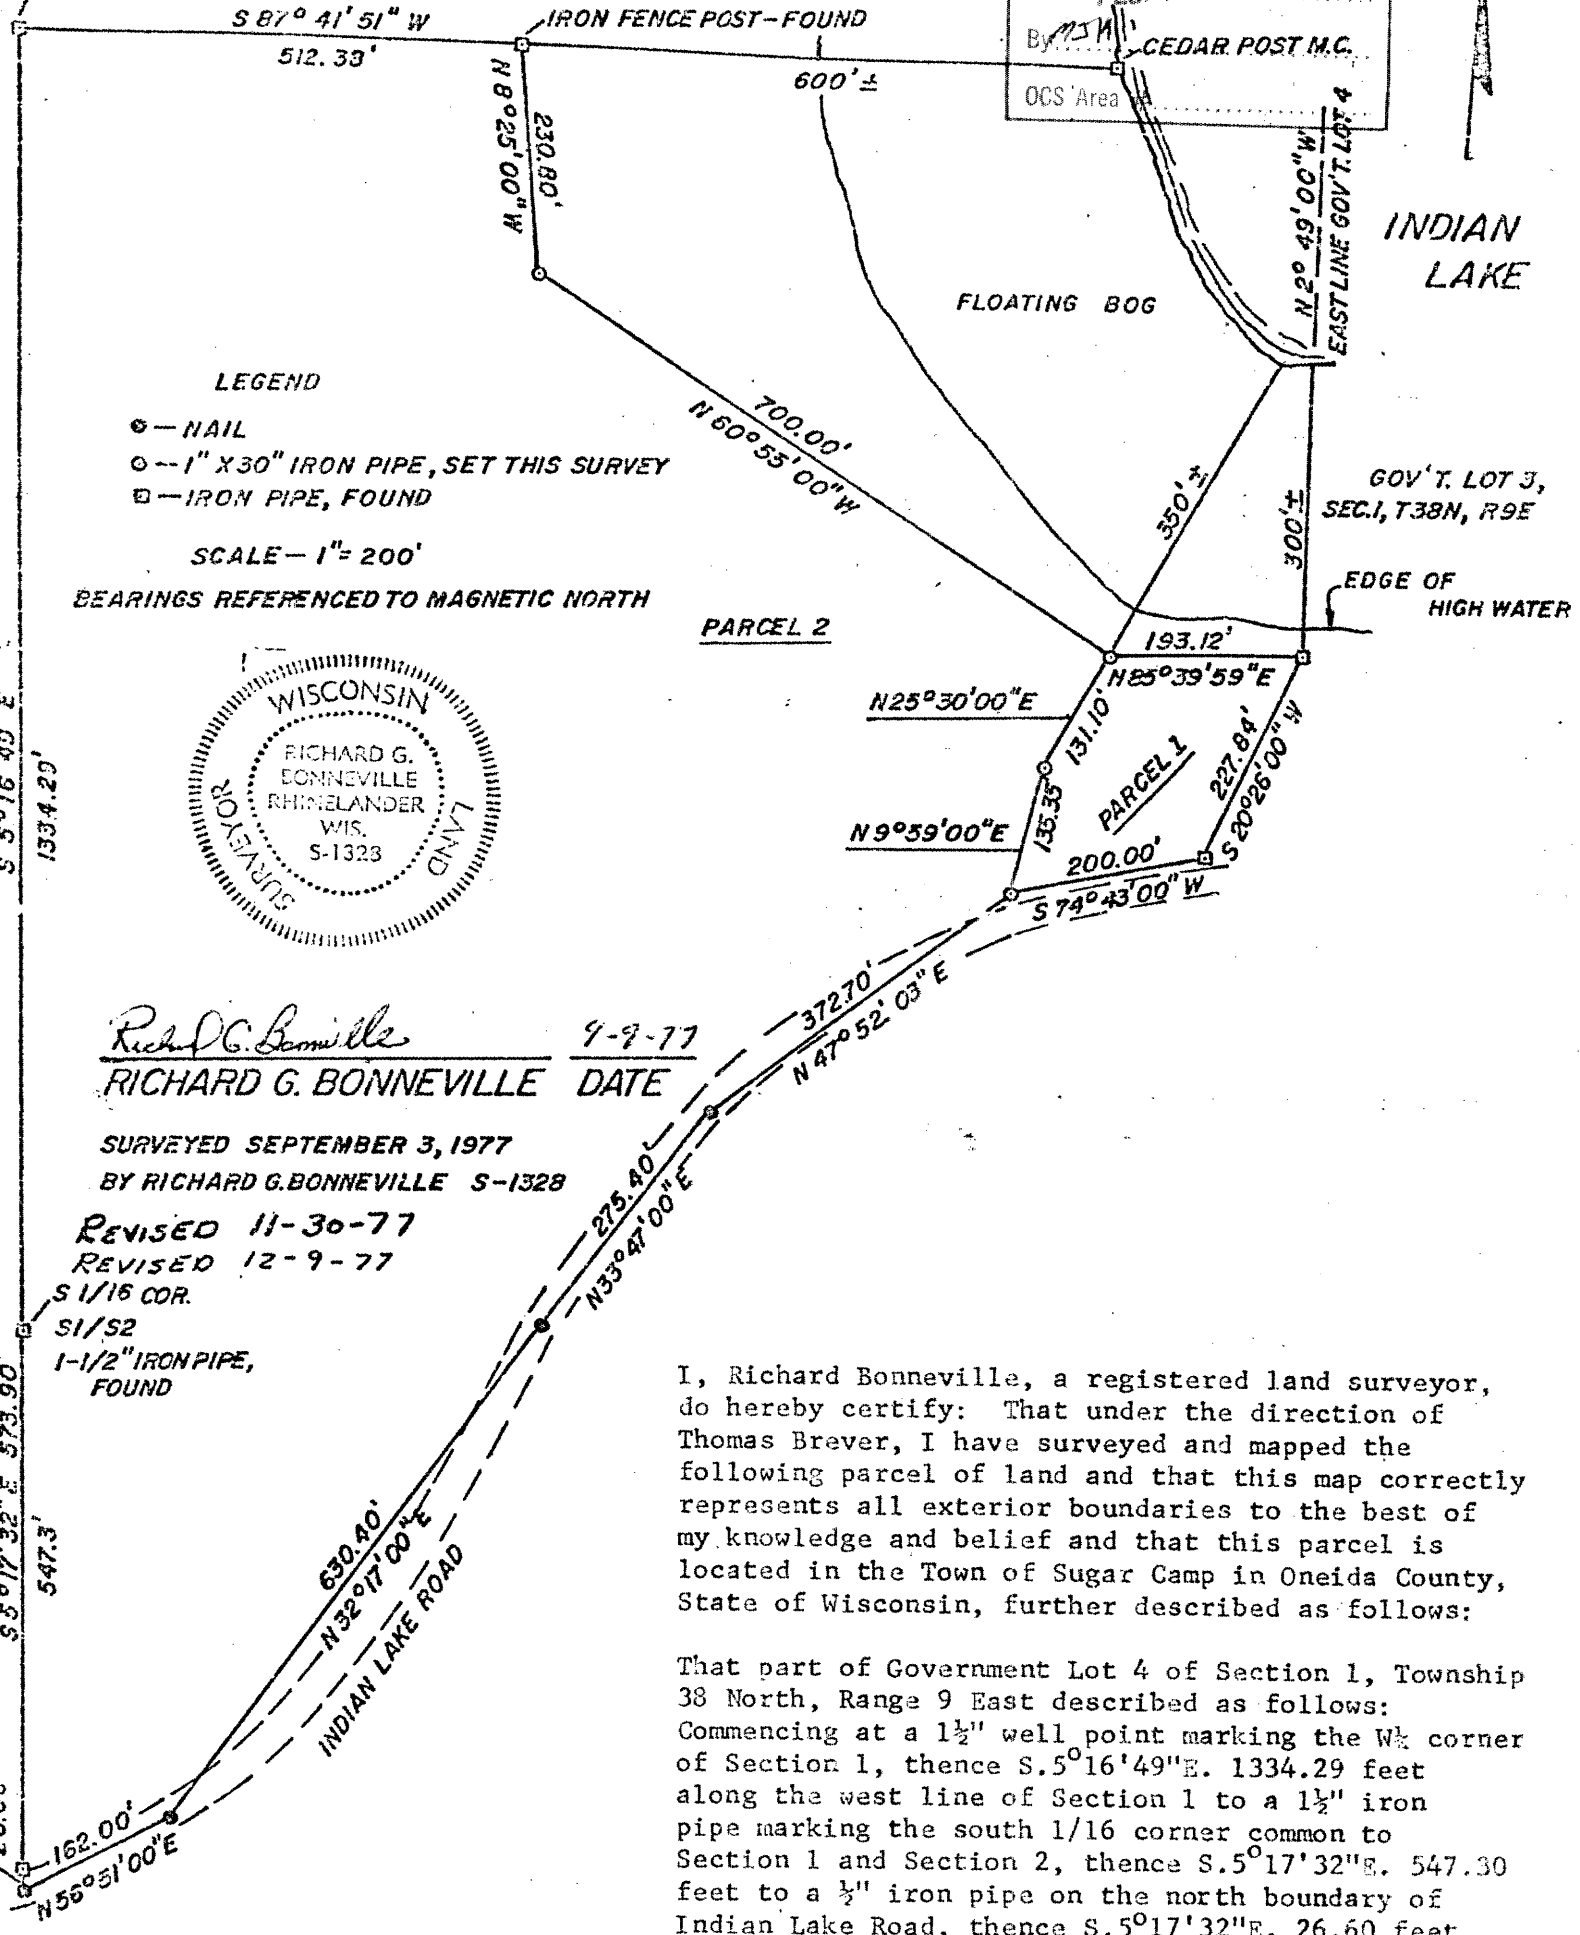 S 87° 41' 51" W
512.33'
IRON FENCE POST-FOUND
600' ±
By
CEDAR POST M.C.
OCS Area
N 8° 25' 00" W
230.80'
N 2° 49' 00" W
EAST LINE GOV'T. LOT 4
INDIAN
LAKE
FLOATING BOG
LEGEND
— NAIL
-- 1" X 30" IRON PIPE, SET THIS SURVEY
— IRON PIPE, FOUND
SCALE — 1" = 200'
BEARINGS REFERENCED TO MAGNETIC NORTH
700.00'
N 60° 55' 00" W
350' ±
300' ±
GOV'T. LOT 3,
SEC. 1, T38N, R9E
EDGE OF
HIGH WATER
PARCEL 2
193.12'
N 85° 39' 59" E
N 25° 30' 00" E
131.10'
PARCEL 1
227.84'
S 20° 26' 00" W
N 9° 59' 00" E
135.35'
200.00'
S 74° 43' 00" W
S 5° 16' 49" E
1334.29'
WISCONSIN
RICHARD G.
BONNEVILLE
RHINELANDER
WIS.
S-1328
LAND
SURVEYOR
372.70'
N 47° 52' 03" E
Richard G. Bonneville 9-9-77
RICHARD G. BONNEVILLE DATE
SURVEYED SEPTEMBER 3, 1977
BY RICHARD G. BONNEVILLE S-1328
REVISED 11-30-77
REVISED 12-9-77
275.40'
N 33° 47' 00" E
S 1/16 COR.
S1/S2
1-1/2" IRON PIPE,
FOUND
S 5° 17' 32" E 573.90'
547.3'
630.40'
N 32° 17' 00" E
INDIAN LAKE ROAD
162.00'
N 56° 51' 00" E
I, Richard Bonneville, a registered land surveyor,
do hereby certify: That under the direction of
Thomas Brever, I have surveyed and mapped the
following parcel of land and that this map correctly
represents all exterior boundaries to the best of
my knowledge and belief and that this parcel is
located in the Town of Sugar Camp in Oneida County,
State of Wisconsin, further described as follows:
That part of Government Lot 4 of Section 1, Township
38 North, Range 9 East described as follows:
Commencing at a 1½" well point marking the W¼ corner
of Section 1, thence S.5°16'49"E. 1334.29 feet
along the west line of Section 1 to a 1½" iron
pipe marking the south 1/16 corner common to
Section 1 and Section 2, thence S.5°17'32"E. 547.30
feet to a ½" iron pipe on the north boundary of
Indian Lake Road, thence S.5°17'32"E. 26.60 feet